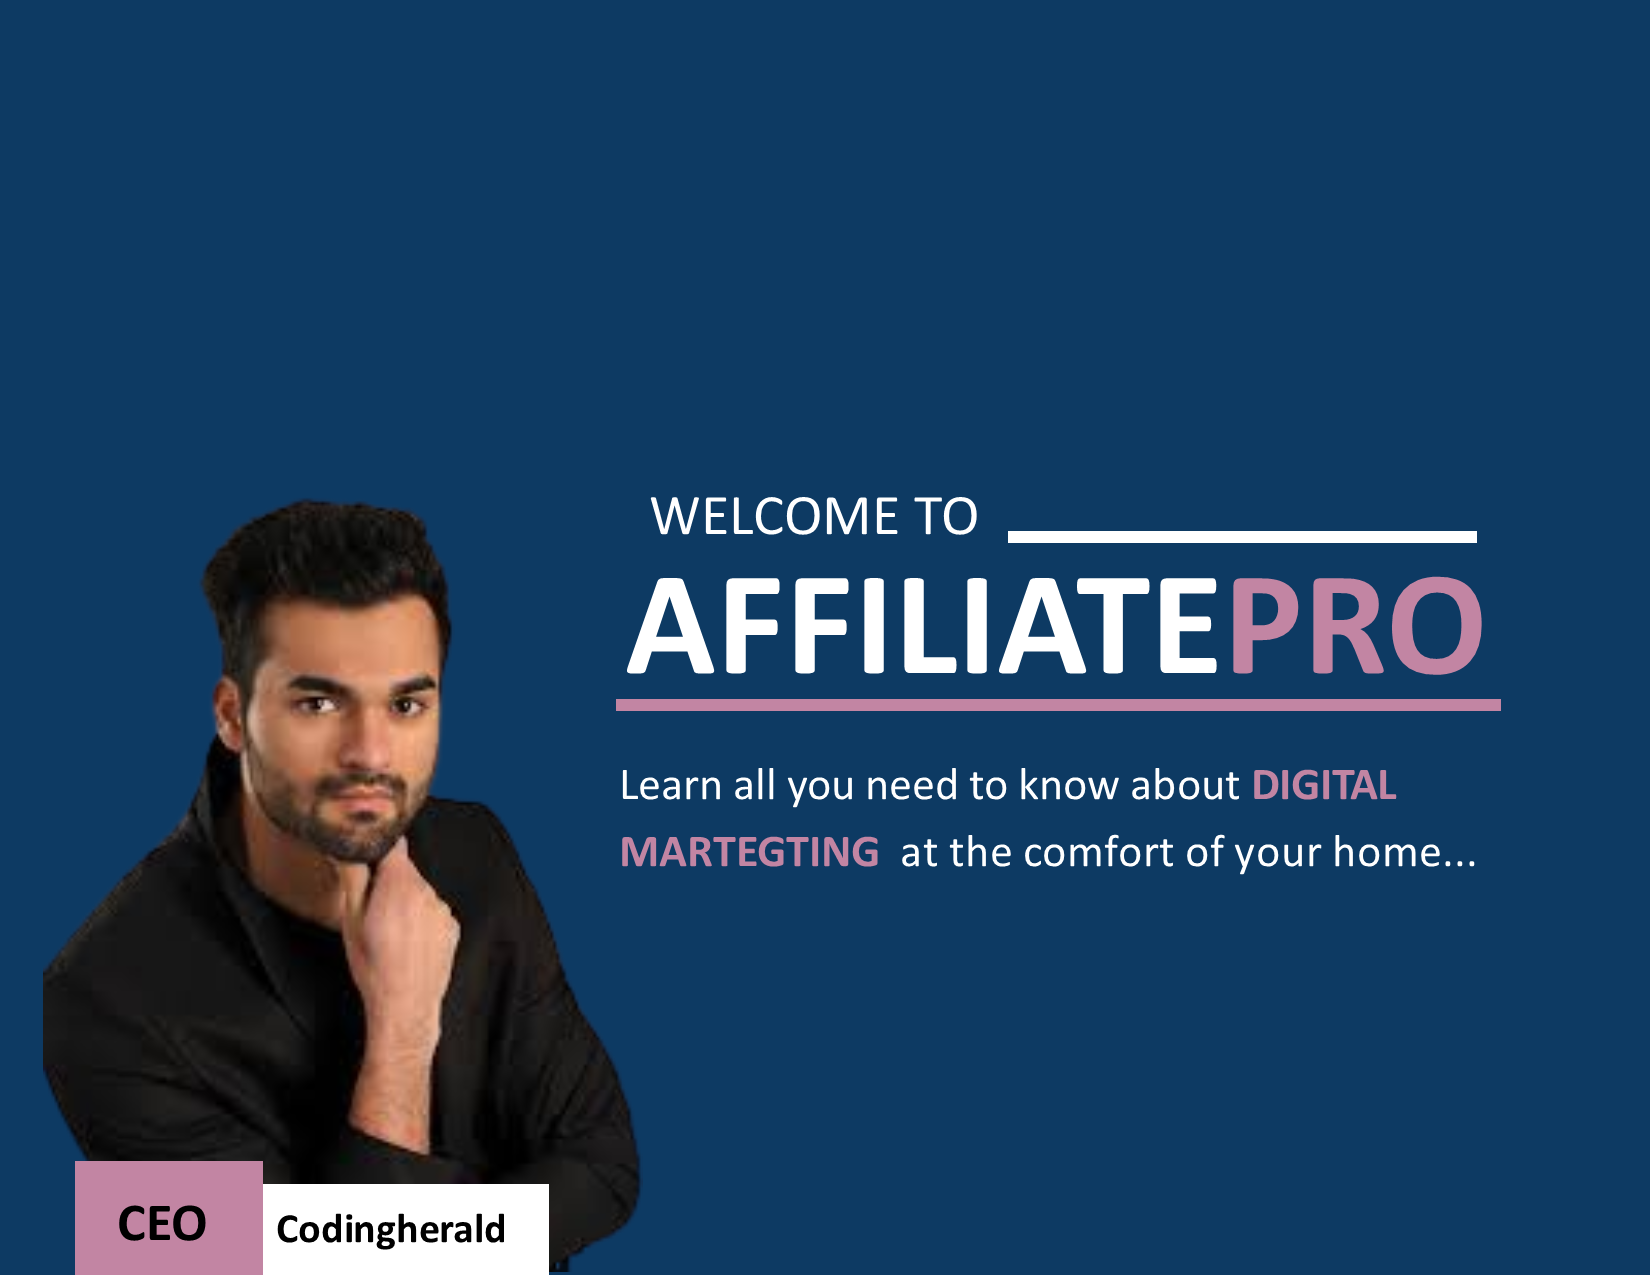 WELCOME TO
AFFILIATEPRO
Learn all you need to know about DIGITAL
MARTEGTING at the comfort of your home...
CEO
Codingherald